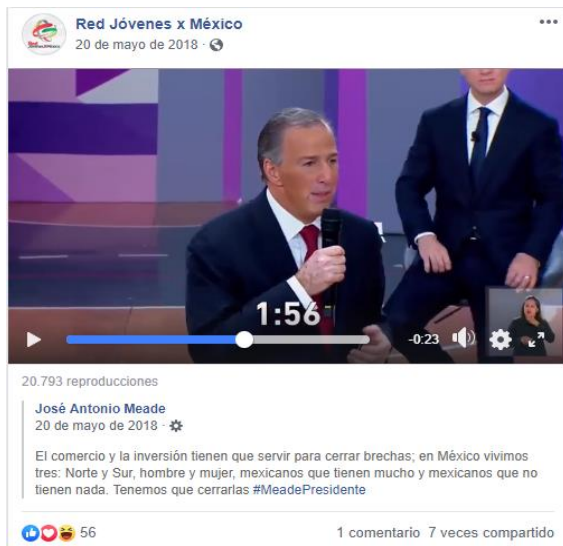 Red Jóvenes x México
20 de mayo de 2018 ·
1:56
-0:23
20.793 reproducciones
José Antonio Meade
20 de mayo de 2018 ·
El comercio y la inversión tienen que servir para cerrar brechas; en México vivimos
tres: Norte y Sur, hombre y mujer, mexicanos que tienen mucho y mexicanos que no
tienen nada. Tenemos que cerrarlas #MeadePresidente
56
1 comentario 7 veces compartido